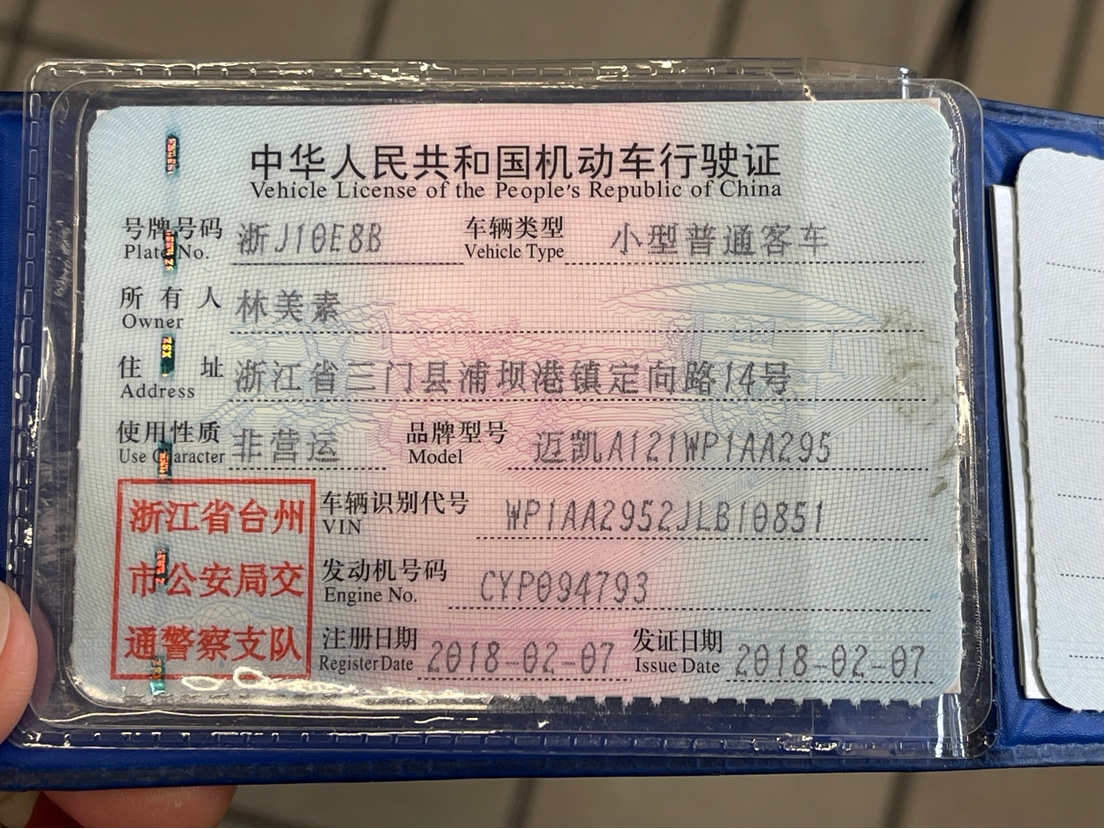 中华人民共和国机动车行驶证
Vehicle License of the People's Republic of China
号牌号码 浙J10E8B 车辆类型 小型普通客车
Plate No. Vehicle Type
所有人 林美素
Owner
住址 浙江省三门县浦坝港镇定向路14号
Address
使用性质 非营运 品牌型号 迈凯A121WP1AA295
Use Character Model
浙江省台州
市公安局交
通警察支队
车辆识别代号 WP1AA2952JLB10851
VIN
发动机号码 CYP094793
Engine No.
注册日期 2018-02-07 发证日期 2018-02-07
Register Date Issue Date